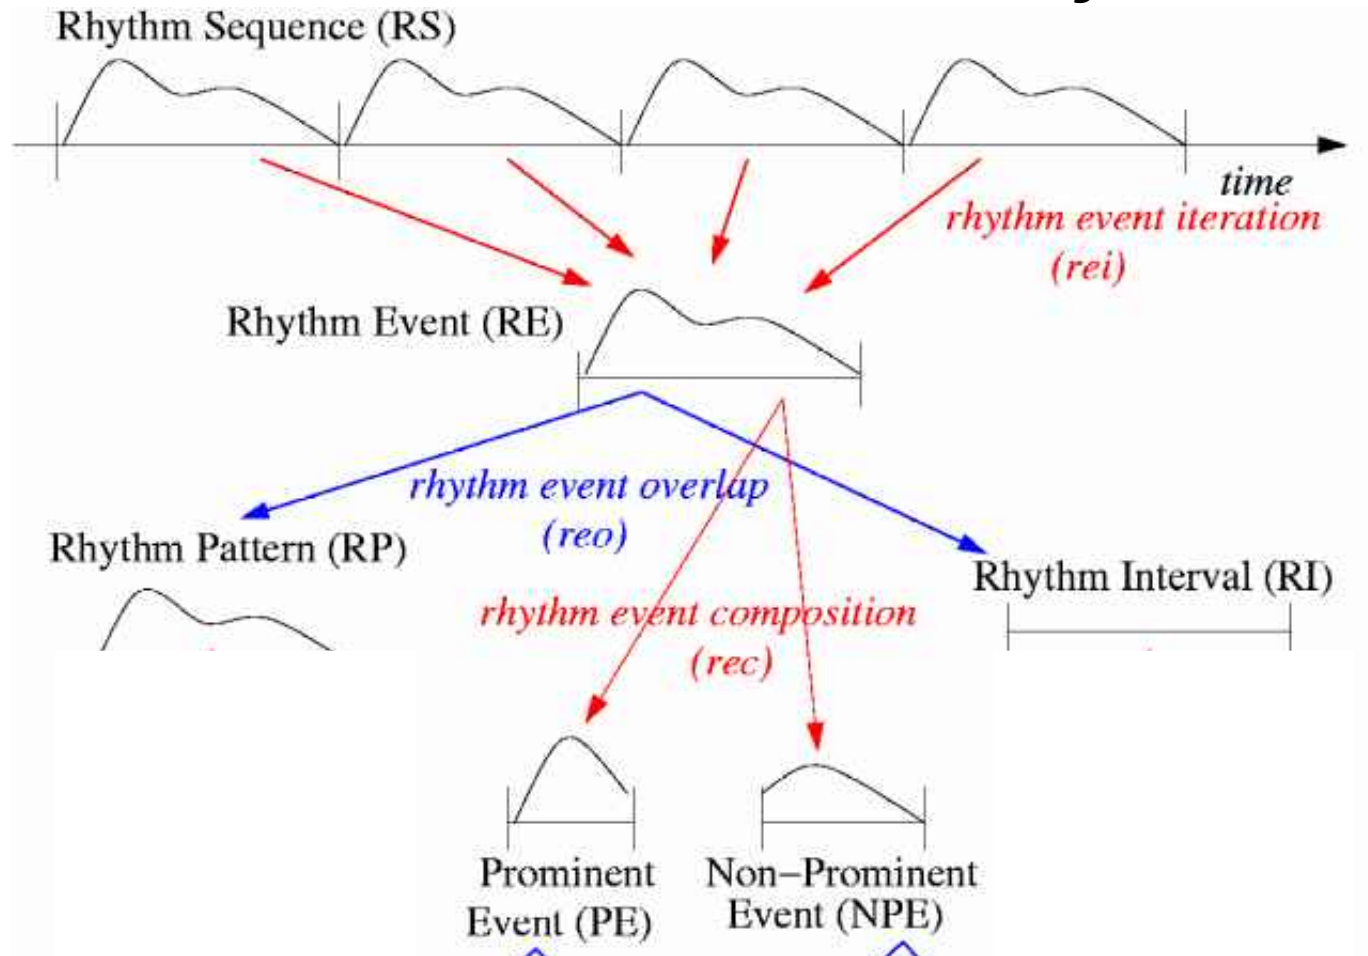 Rhythm Sequence (RS)
time
rhythm event iteration
(rei)
Rhythm Event (RE)
rhythm event overlap
(reo)
Rhythm Pattern (RP)
Rhythm Interval (RI)
rhythm event composition
(rec)
Prominent
Event (PE)
Non–Prominent
Event (NPE)